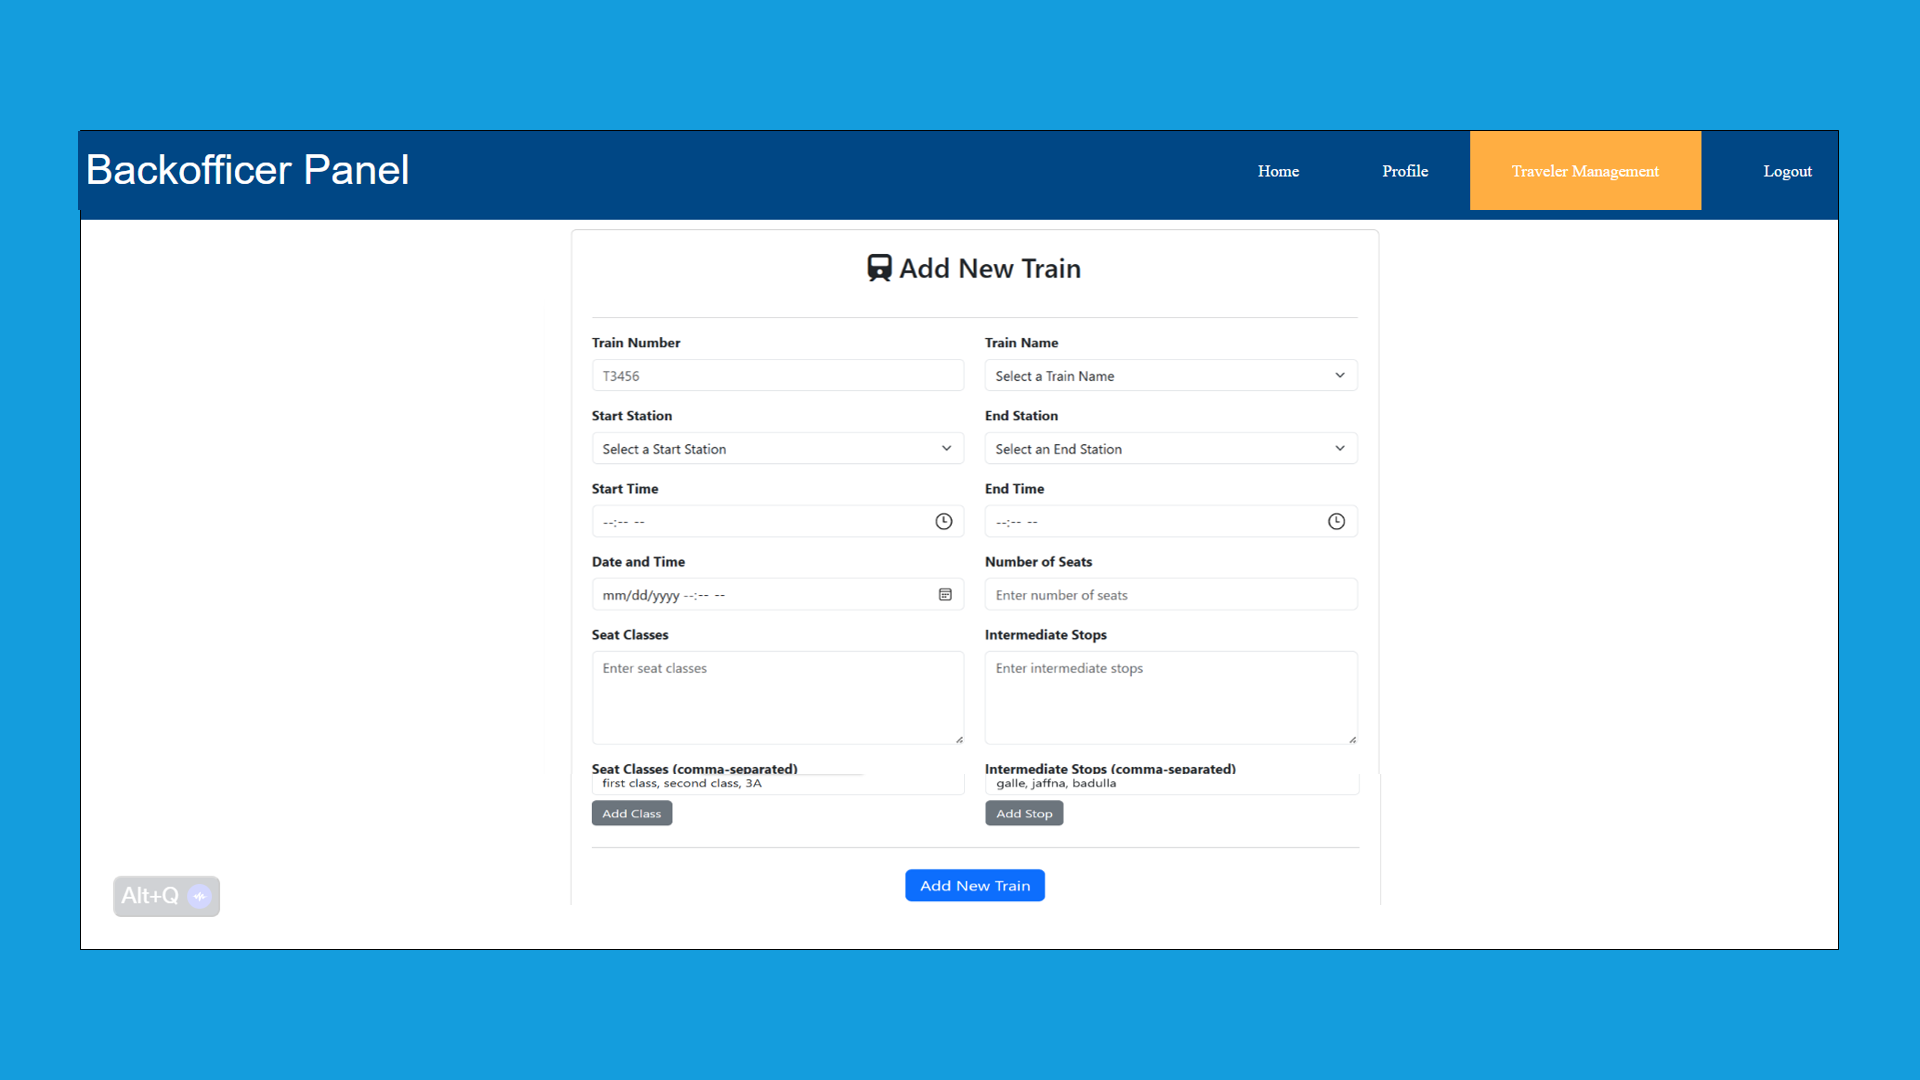 Backofficer Panel
Home
Profile
Traveler Management
Logout
Add New Train
Train Number
Train Name
T3456
Select a Train Name
Start Station
End Station
Select a Start Station
Select an End Station
Start Time
End Time
--:-- --
--:-- --
Date and Time
Number of Seats
mm/dd/yyyy --:-- --
Enter number of seats
Seat Classes
Intermediate Stops
Enter seat classes
Enter intermediate stops
Seat Classes (comma-separated)
Intermediate Stops (comma-separated)
first class, second class, 3A
galle, jaffna, badulla
Add Class
Add Stop
Add New Train
Alt+Q